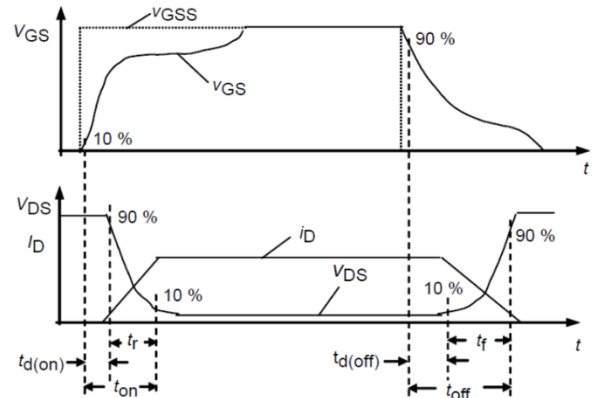 VGS
vGSS
vGS
10 %
90 %
t
VDS
ID
90 %
10 %
iD
VDS
10 %
90 %
t
td(on)
tr
ton
td(off)
tf
toff